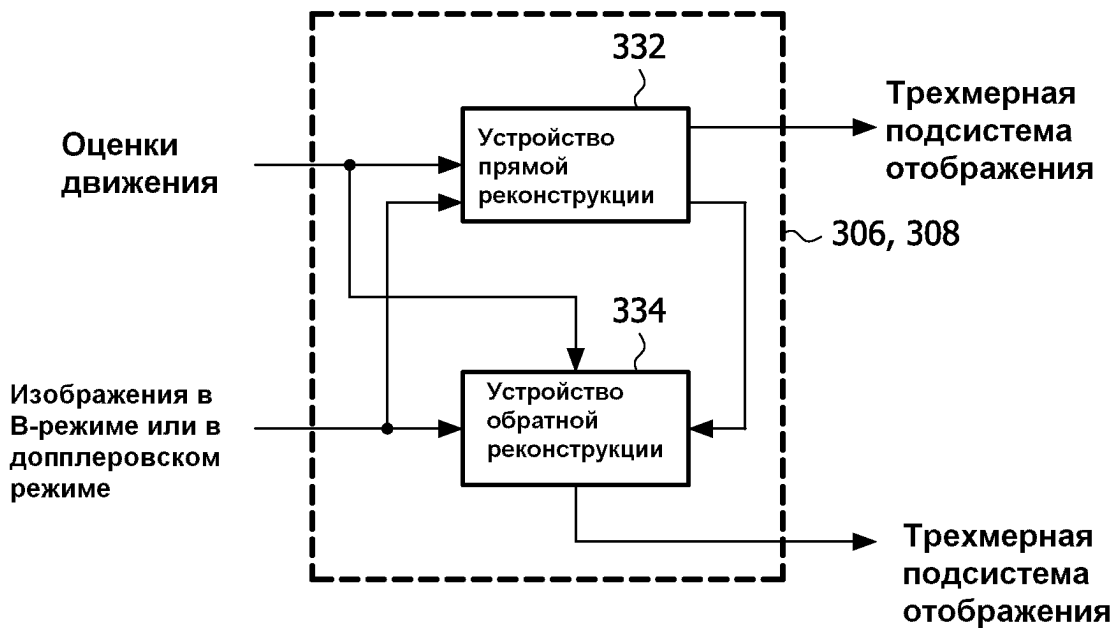 332
Трехмерная
подсистема
отображения
Оценки
движения
Устройство
прямой
реконструкции
306, 308
334
Изображения в
В-режиме или в
допплеровском
режиме
Устройство
обратной
реконструкции
Трехмерная
подсистема
отображения